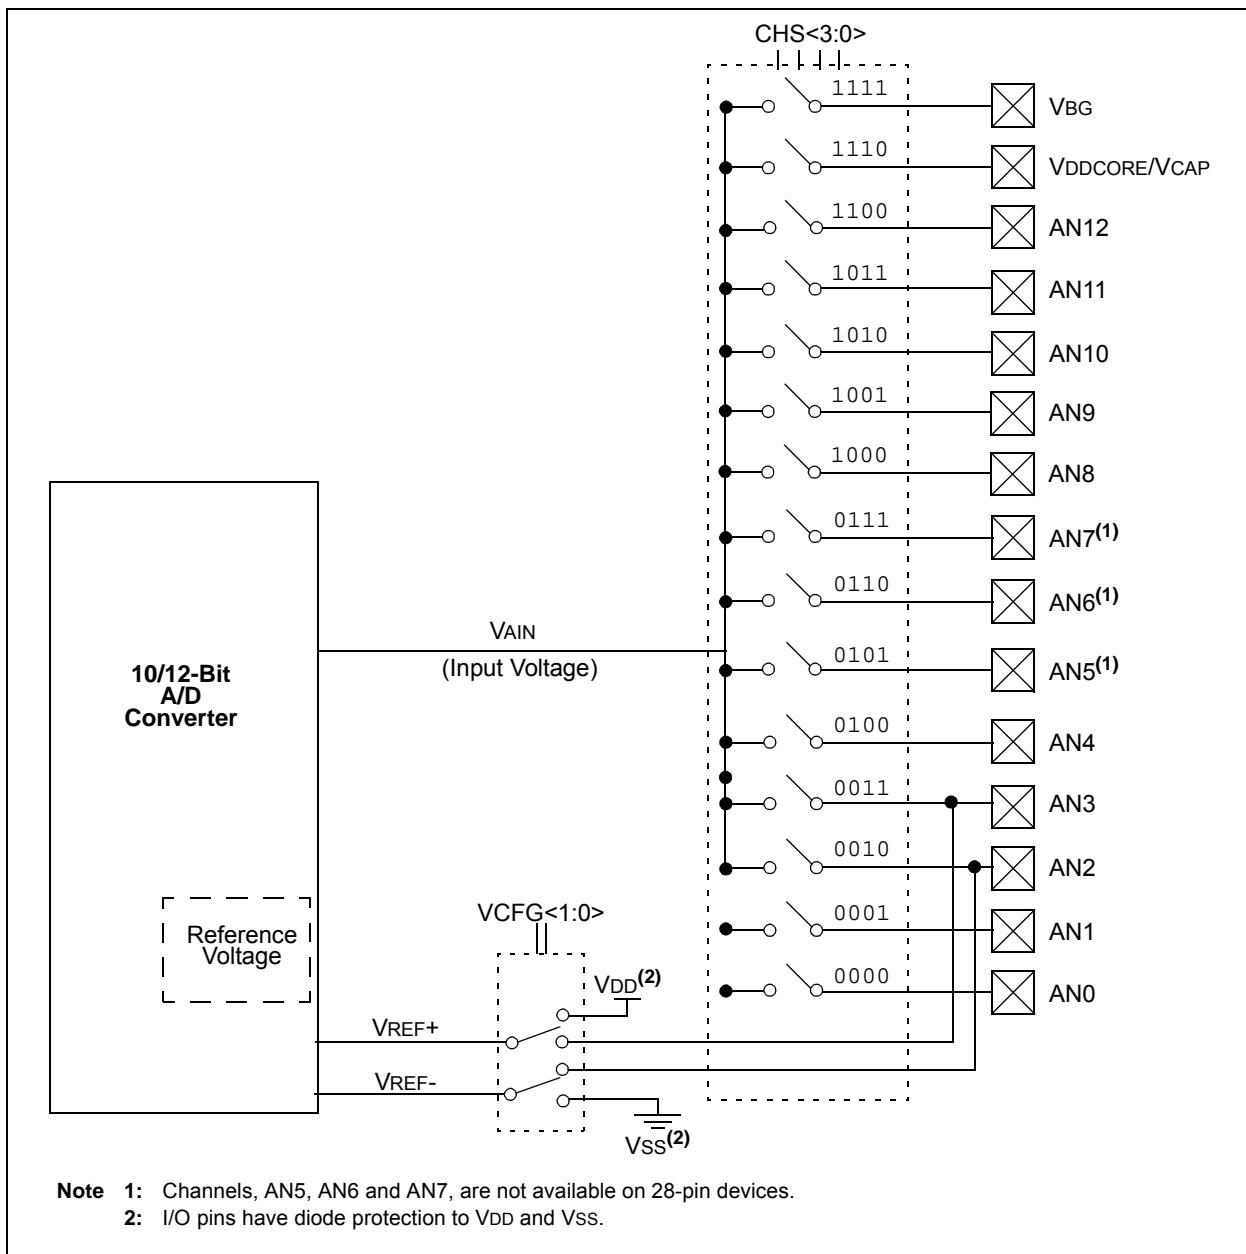 CHS<3:0>
1111 VBG
1110 VDDCORE/VCAP
1100 AN12
1011 AN11
1010 AN10
1001 AN9
1000 AN8
0111 AN7(1)
0110 AN6(1)
VAIN
(Input Voltage)
0101 AN5(1)
10/12-Bit
A/D
Converter
0100 AN4
0011 AN3
0010 AN2
VCFG<1:0>
Reference
Voltage
0001 AN1
VDD(2)
0000 AN0
VREF+
VREF-
VSS(2)
Note 1: Channels, AN5, AN6 and AN7, are not available on 28-pin devices.
2: I/O pins have diode protection to VDD and VSS.